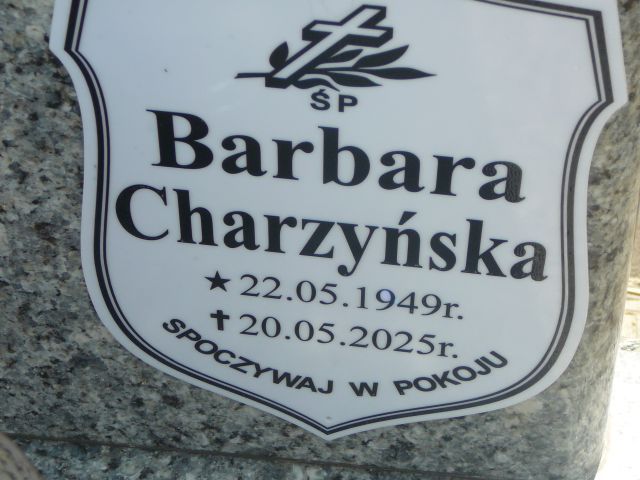 ŚP
Barbara
Charzyńska
★ 22.05.1949r.
✝ 20.05.2025r.
SPOCZYWAJ W POKOJU